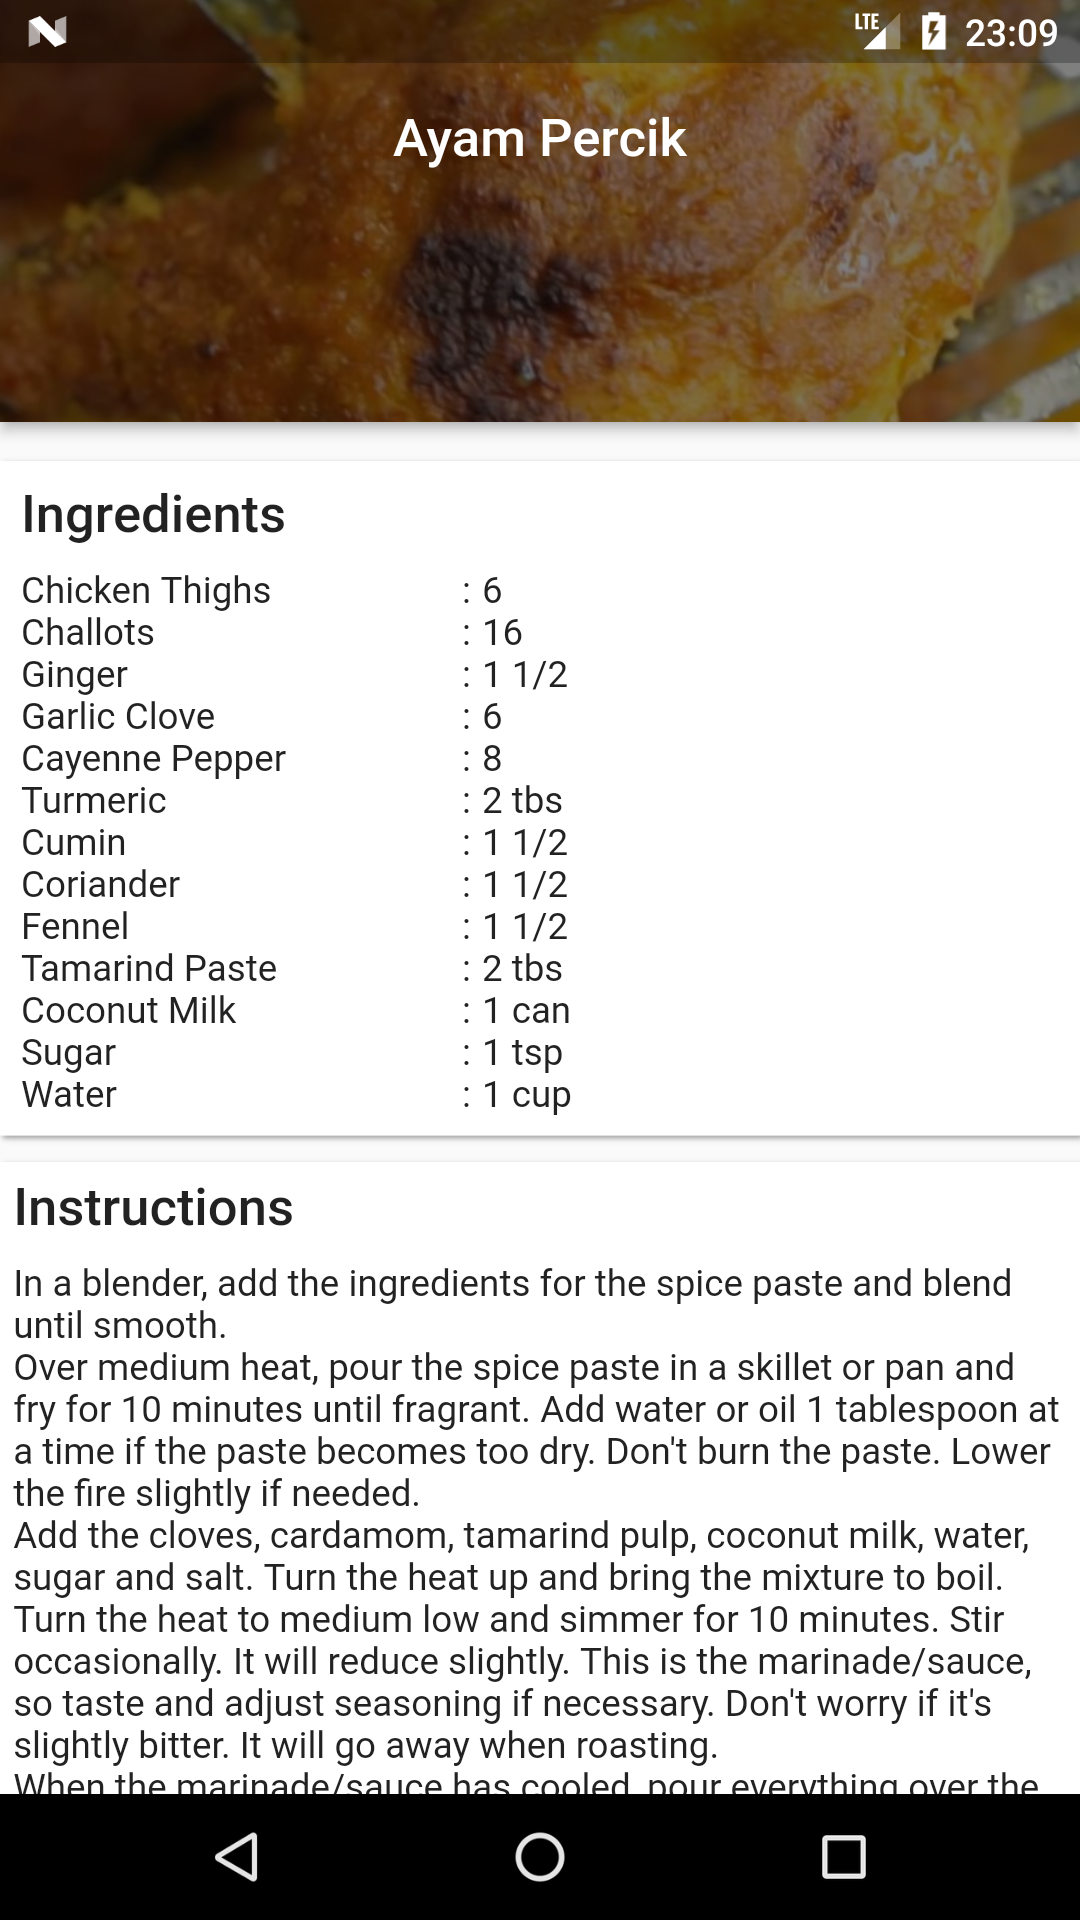 LTE 23:09
Ayam Percik
Ingredients
Chicken Thighs : 6
Challots : 16
Ginger : 1 1/2
Garlic Clove : 6
Cayenne Pepper : 8
Turmeric : 2 tbs
Cumin : 1 1/2
Coriander : 1 1/2
Fennel : 1 1/2
Tamarind Paste : 2 tbs
Coconut Milk : 1 can
Sugar : 1 tsp
Water : 1 cup
Instructions
In a blender, add the ingredients for the spice paste and blend
until smooth.
Over medium heat, pour the spice paste in a skillet or pan and
fry for 10 minutes until fragrant. Add water or oil 1 tablespoon at
a time if the paste becomes too dry. Don't burn the paste. Lower
the fire slightly if needed.
Add the cloves, cardamom, tamarind pulp, coconut milk, water,
sugar and salt. Turn the heat up and bring the mixture to boil.
Turn the heat to medium low and simmer for 10 minutes. Stir
occasionally. It will reduce slightly. This is the marinade/sauce,
so taste and adjust seasoning if necessary. Don't worry if it's
slightly bitter. It will go away when roasting.
When the marinade/sauce has cooled, pour everything over the